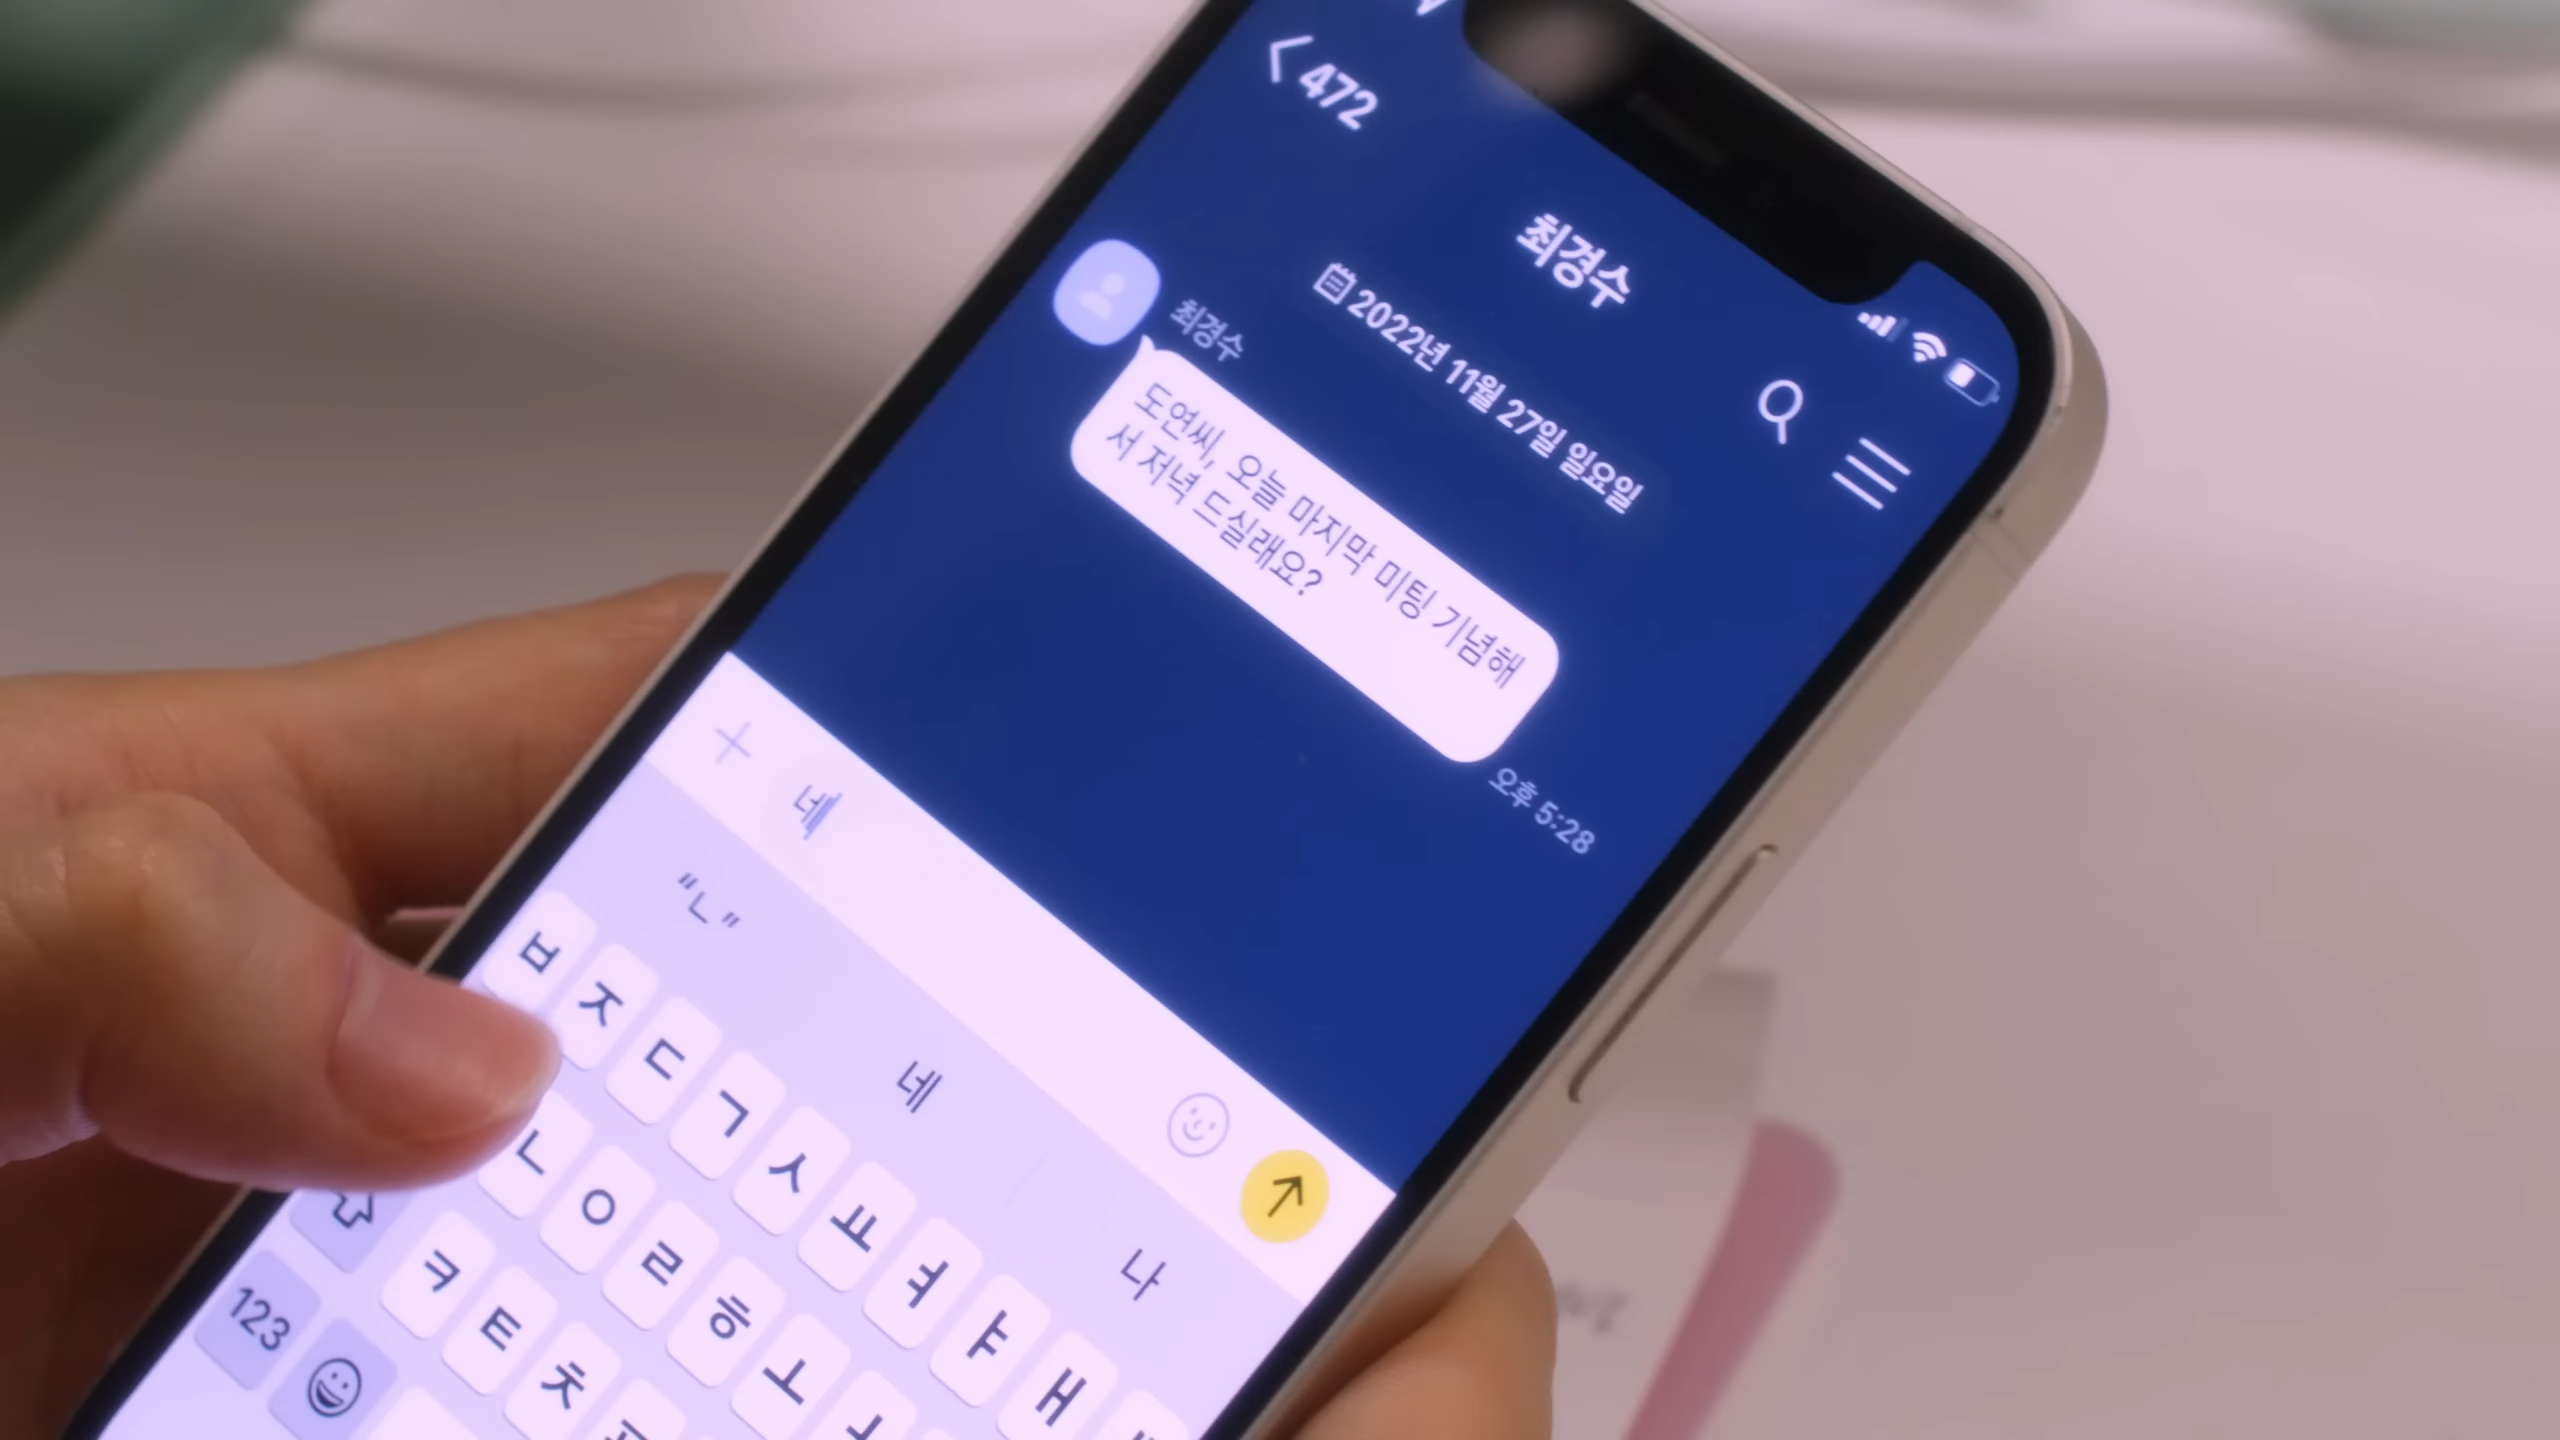 472
최경수
2022년 11월 27일 일요일
최경수
도연씨, 오늘 마지막 미팅 기념해
서 저녁 드실래요?
오후 5:28
네
“ㄴ” 네 나
ㅂ ㅈ ㄷ ㄱ ㅅ ㅛ ㅕ ㅑ ㅐ
ㄴ ㅇ ㄹ ㅎ ㅗ ㅓ
ㅋ ㅌ ㅊ ㅍ
123